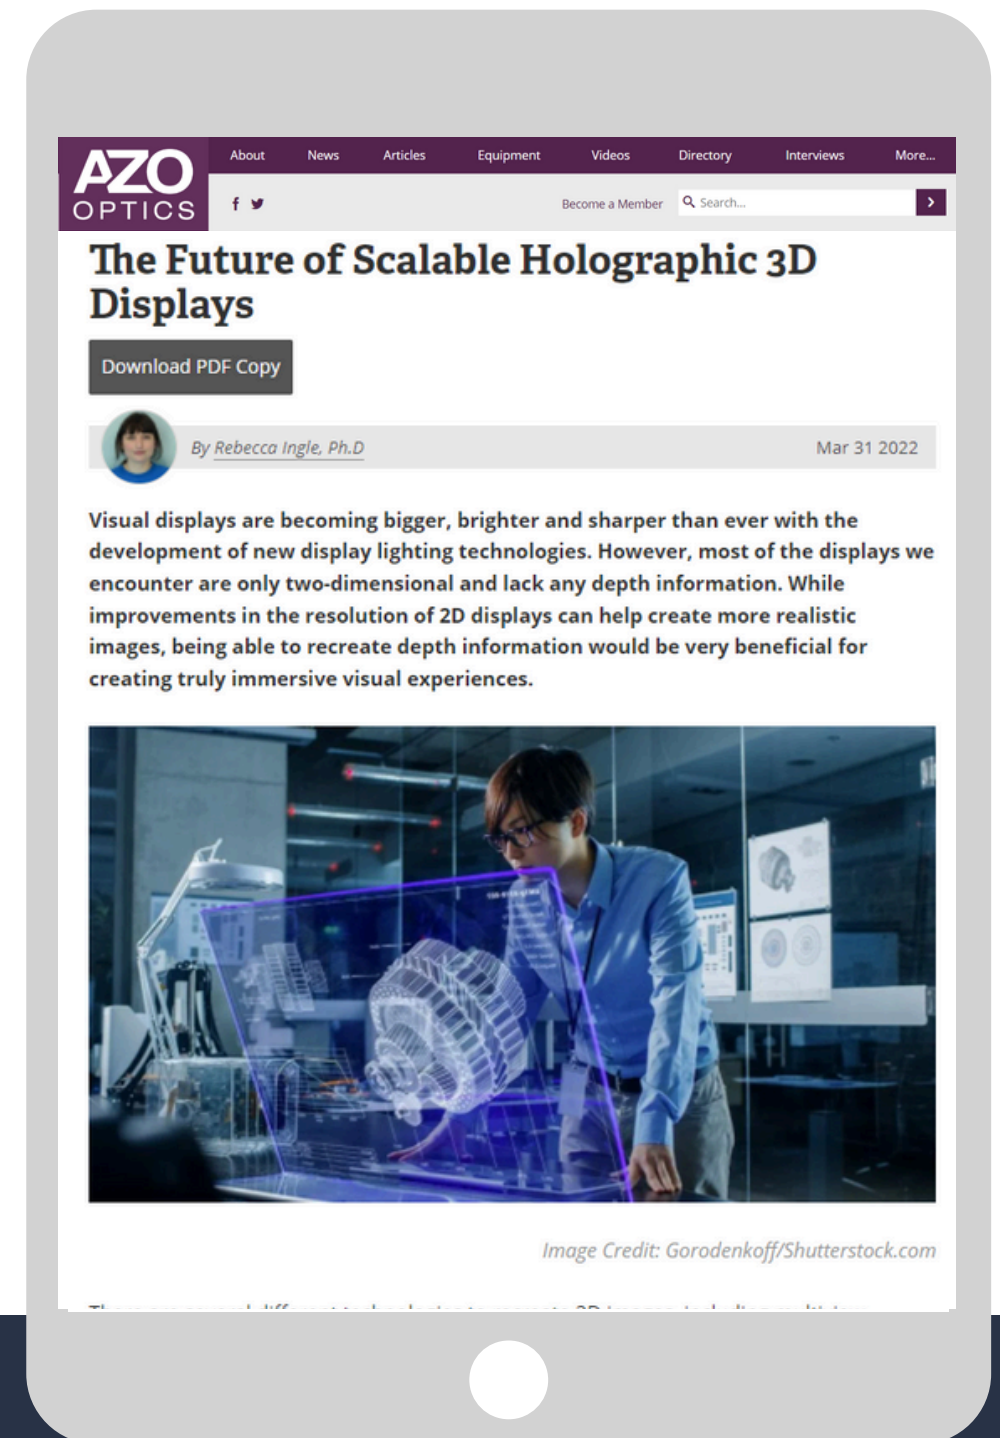 AZO
OPTICS
About News Articles Equipment Videos Directory Interviews More...
Become a Member Search...
The Future of Scalable Holographic 3D
Displays
Download PDF Copy
By Rebecca Ingle, Ph.D Mar 31 2022
Visual displays are becoming bigger, brighter and sharper than ever with the
development of new display lighting technologies. However, most of the displays we
encounter are only two-dimensional and lack any depth information. While
improvements in the resolution of 2D displays can help create more realistic
images, being able to recreate depth information would be very beneficial for
creating truly immersive visual experiences.
Image Credit: Gorodenkoff/Shutterstock.com